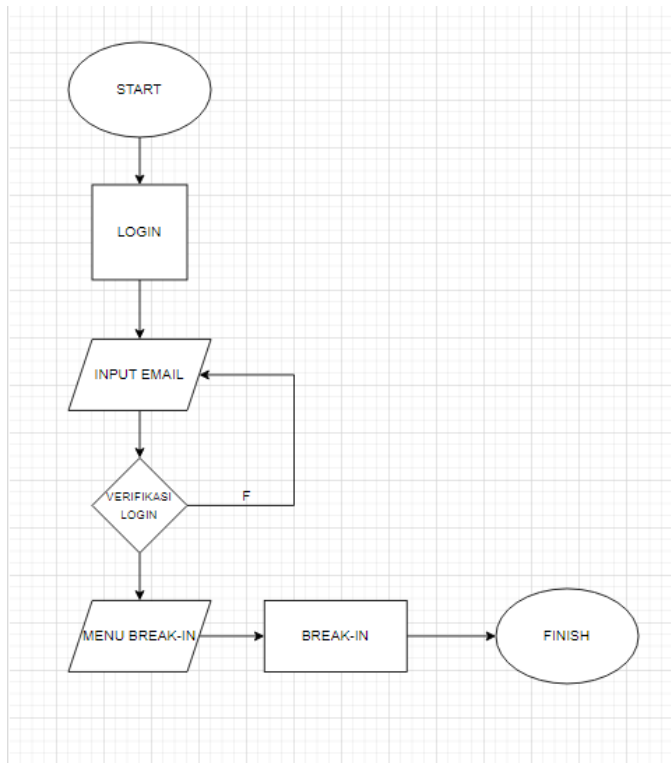 START
LOGIN
INPUT EMAIL
VERIFIKASI
LOGIN
F
MENU BREAK-IN
BREAK-IN
FINISH